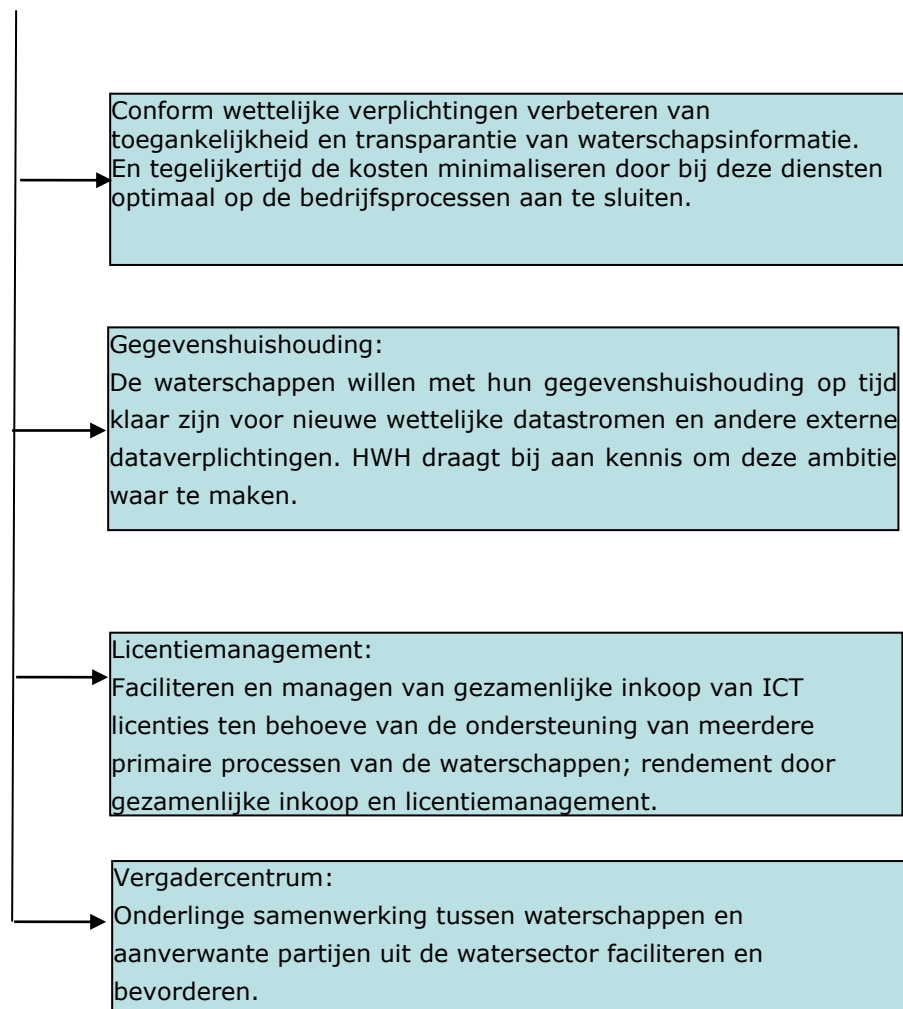 Conform wettelijke verplichtingen verbeteren van
toegankelijkheid en transparantie van waterschapsinformatie.
En tegelijkertijd de kosten minimaliseren door bij deze diensten
optimaal op de bedrijfsprocessen aan te sluiten.
Gegevenshuishouding:
De waterschappen willen met hun gegevenshuishouding op tijd
klaar zijn voor nieuwe wettelijke datastromen en andere externe
dataverplichtingen. HWH draagt bij aan kennis om deze ambitie
waar te maken.
Licentiemanagement:
Faciliteren en managen van gezamenlijke inkoop van ICT
licenties ten behoeve van de ondersteuning van meerdere
primaire processen van de waterschappen; rendement door
gezamenlijke inkoop en licentiemanagement.
Vergadercentrum:
Onderlinge samenwerking tussen waterschappen en
aanverwante partijen uit de watersector faciliteren en
bevorderen.